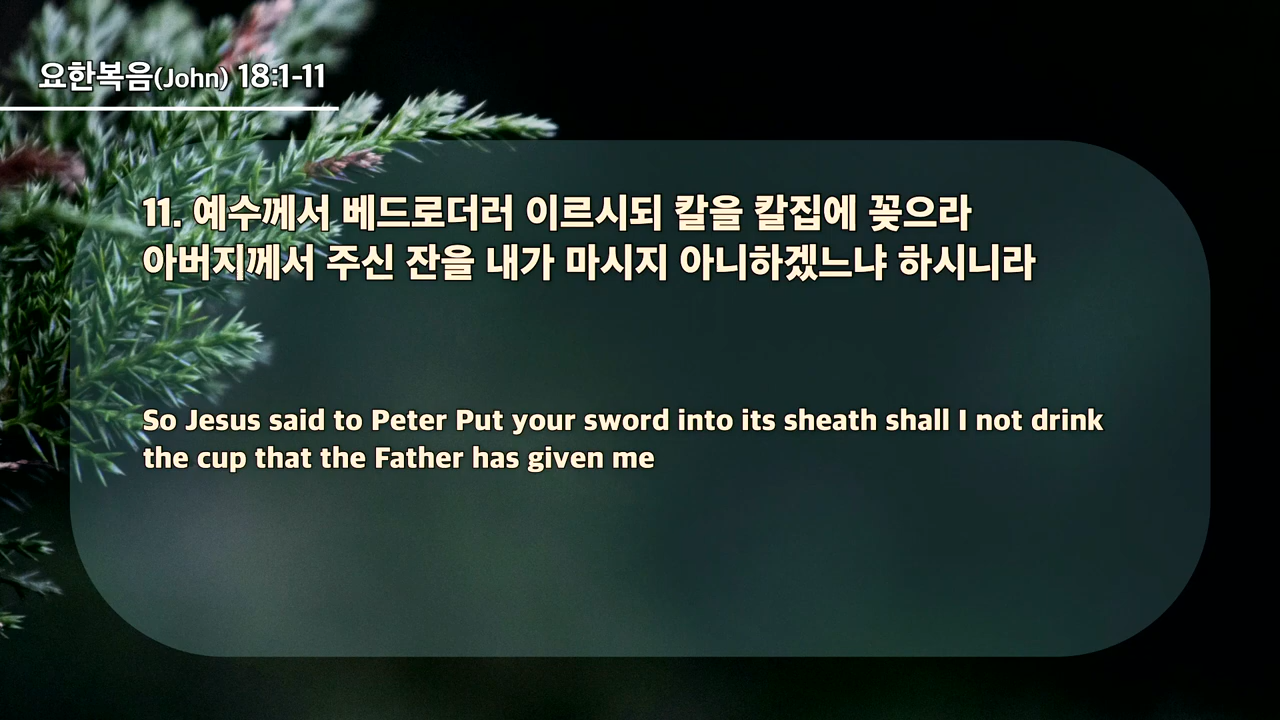 요한복음(John) 18:1-11
11. 예수께서 베드로더러 이르시되 칼을 칼집에 꽂으라
아버지께서 주신 잔을 내가 마시지 아니하겠느냐 하시니라
So Jesus said to Peter Put your sword into its sheath shall I not drink
the cup that the Father has given me